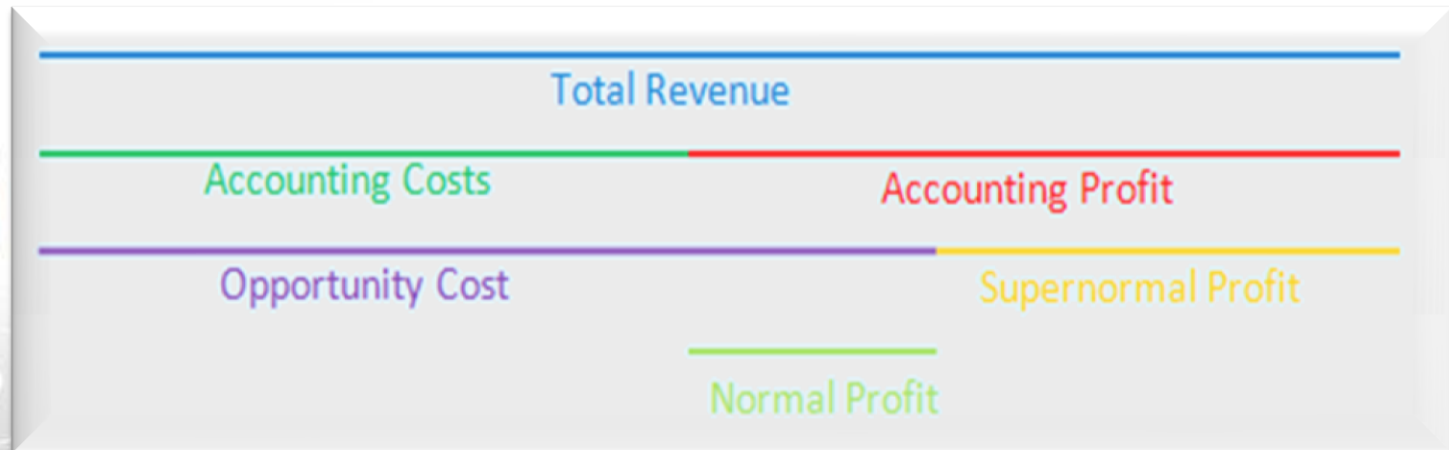 Total Revenue
Accounting Costs
Accounting Profit
Opportunity Cost
Supernormal Profit
Normal Profit